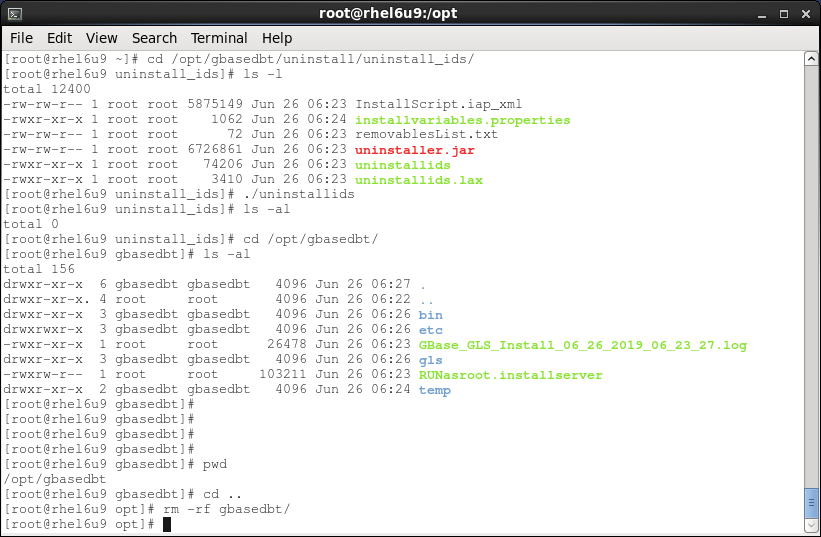 root@rhel6u9:/opt
File Edit View Search Terminal Help
[root@rhel6u9 ~]# cd /opt/gbasedbt/uninstall/uninstall_ids/
[root@rhel6u9 uninstall_ids]# ls -l
total 12400
-rw-rw-r-- 1 root root 5875149 Jun 26 06:23 InstallScript.iap_xml
-rwxr-xr-x 1 root root    1062 Jun 26 06:24 installvariables.properties
-rw-rw-r-- 1 root root      72 Jun 26 06:23 removablesList.txt
-rw-rw-r-- 1 root root 6726861 Jun 26 06:23 uninstaller.jar
-rwxr-xr-x 1 root root   74206 Jun 26 06:23 uninstallids
-rwxr-xr-x 1 root root    3410 Jun 26 06:23 uninstallids.lax
[root@rhel6u9 uninstall_ids]# ./uninstallids
[root@rhel6u9 uninstall_ids]# ls -al
total 0
[root@rhel6u9 uninstall_ids]# cd /opt/gbasedbt/
[root@rhel6u9 gbasedbt]# ls -al
total 156
drwxr-xr-x  6 gbasedbt gbasedbt   4096 Jun 26 06:27 .
drwxr-xr-x. 4 root     root       4096 Jun 26 06:22 ..
drwxr-xr-x  3 gbasedbt gbasedbt   4096 Jun 26 06:26 bin
drwxrwxr-x  3 gbasedbt gbasedbt   4096 Jun 26 06:26 etc
-rwxr-xr-x  1 root     root      26478 Jun 26 06:23 GBase_GLS_Install_06_26_2019_06_23_27.log
drwxr-xr-x  3 gbasedbt gbasedbt   4096 Jun 26 06:26 gls
-rwxrw-r--  1 root     root     103211 Jun 26 06:23 RUNasroot.installserver
drwxr-xr-x  2 gbasedbt gbasedbt   4096 Jun 26 06:24 temp
[root@rhel6u9 gbasedbt]#
[root@rhel6u9 gbasedbt]#
[root@rhel6u9 gbasedbt]#
[root@rhel6u9 gbasedbt]#
[root@rhel6u9 gbasedbt]# pwd
/opt/gbasedbt
[root@rhel6u9 gbasedbt]# cd ..
[root@rhel6u9 opt]# rm -rf gbasedbt/
[root@rhel6u9 opt]#